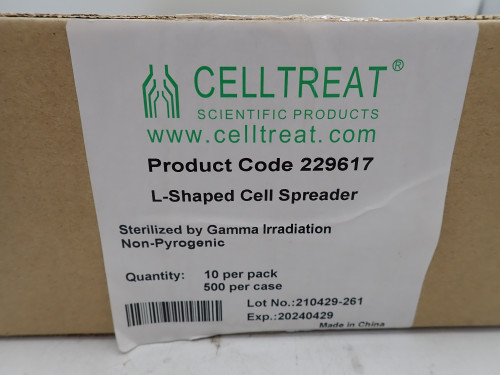 CELLTREAT®
SCIENTIFIC PRODUCTS
www.celltreat.com
Product Code 229617
L-Shaped Cell Spreader
Sterilized by Gamma Irradiation
Non-Pyrogenic
Quantity: 10 per pack
500 per case
Lot No.:210429-261
Exp.:20240429
Made in China